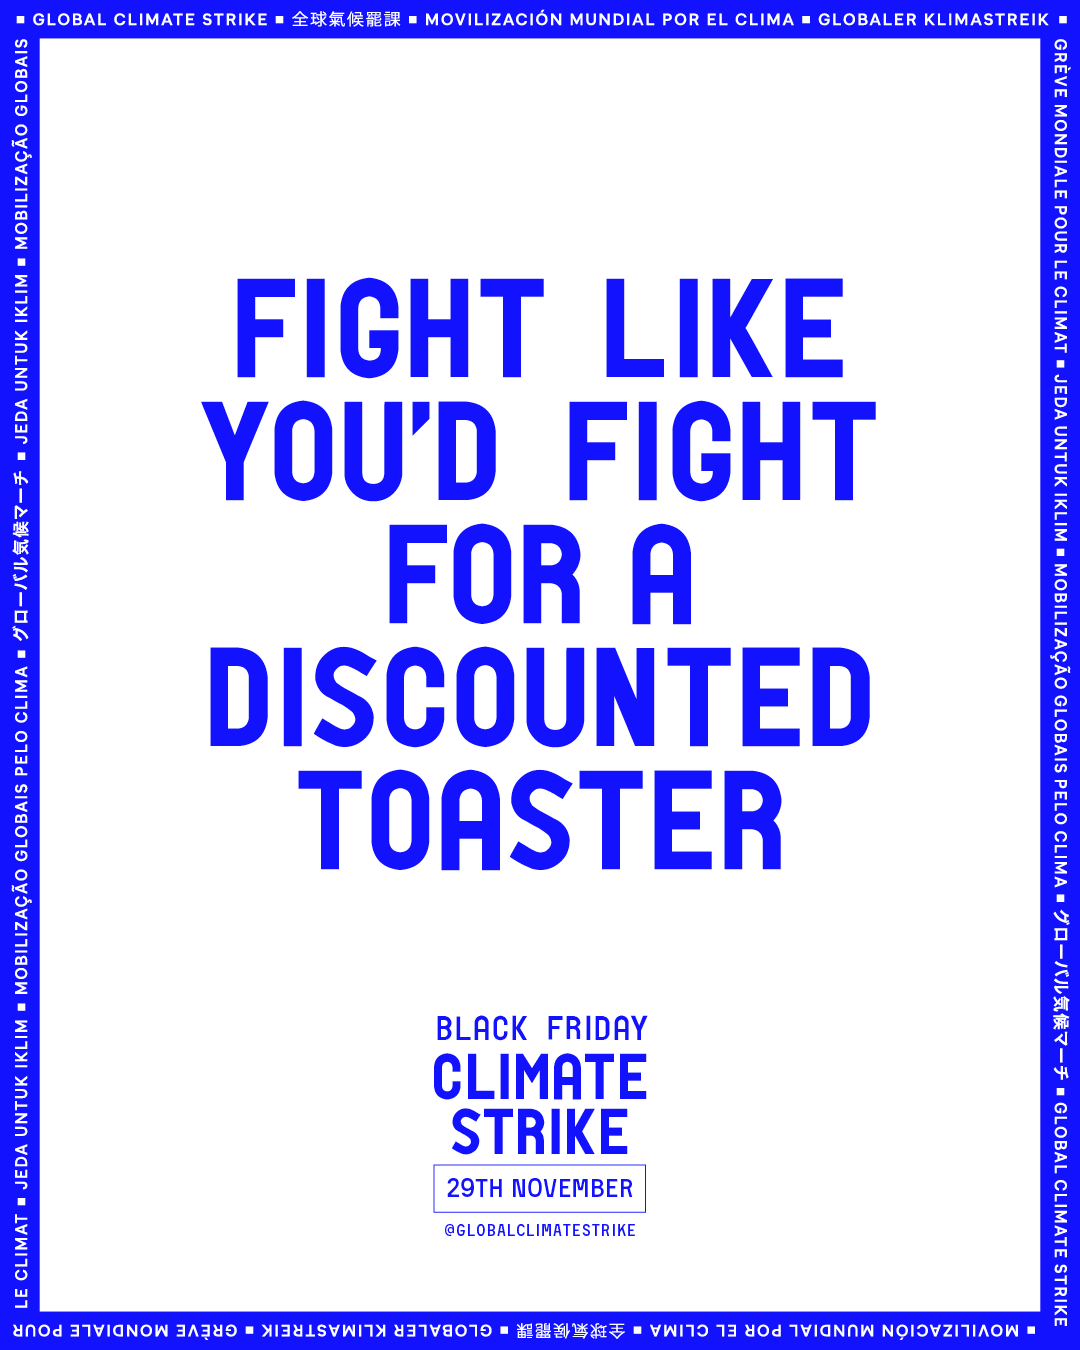 ■ GLOBAL CLIMATE STRIKE ■ 全球氣候罷課 ■ MOVILIZACIÓN MUNDIAL POR EL CLIMA ■ GLOBALER KLIMASTREIK ■
GRÈVE MONDIALE POUR LE CLIMAT ■ JEDA UNTUK IKLIM ■ MOBILIZAÇÃO GLOBAIS PELO CLIMA ■ グローバル気候マーチ ■ GLOBAL CLIMATE STRIKE
FIGHT LIKE
YOU'D FIGHT
FOR A
DISCOUNTED
TOASTER
BLACK FRIDAY
CLIMATE
STRIKE
29TH NOVEMBER
@GLOBALCLIMATESTRIKE
■ MOVILIZACIÓN MUNDIAL POR EL CLIMA ■ 全球氣候罷課 ■ GLOBALER KLIMASTREIK ■ GRÈVE MONDIALE POUR
LE CLIMAT ■ JEDA UNTUK IKLIM ■ MOBILIZAÇÃO GLOBAIS PELO CLIMA ■ グローバル気候マーチ ■ JEDA UNTUK IKLIM ■ MOBILIZAÇÃO GLOBAIS